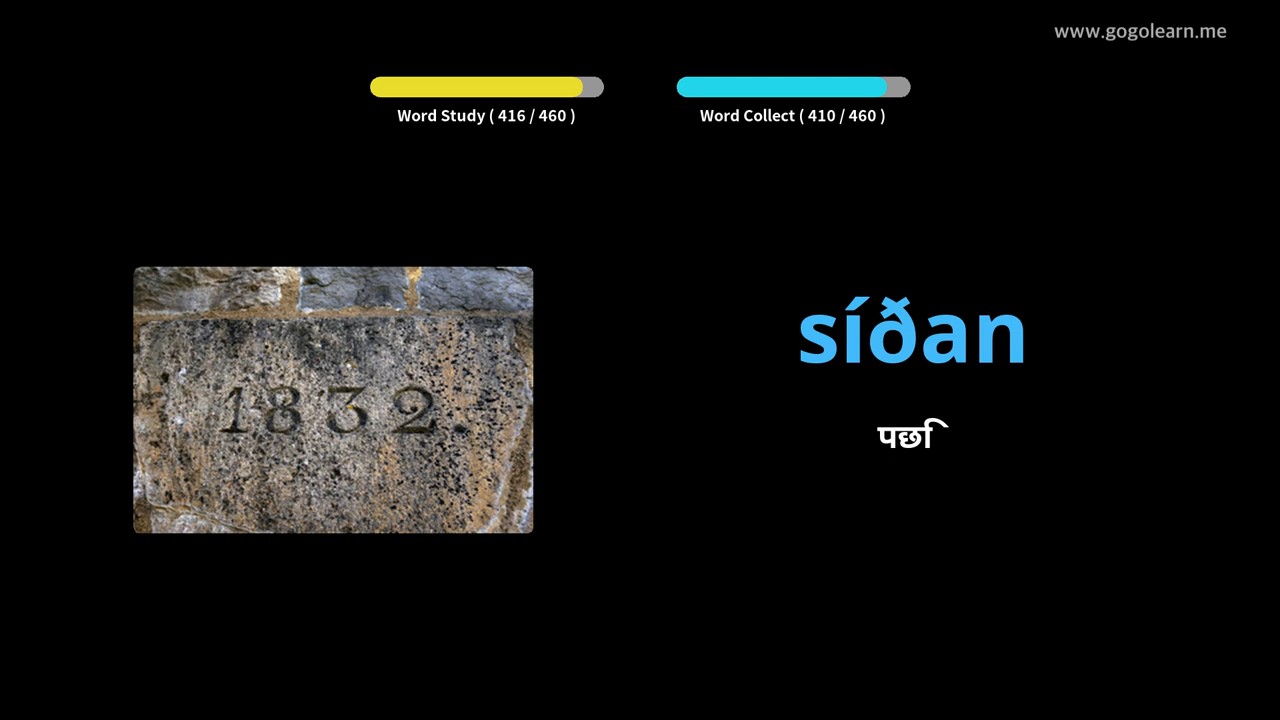 www.gogolearn.me
Word Study ( 416 / 460 )
Word Collect ( 410 / 460 )
1832.
síðan
पछि